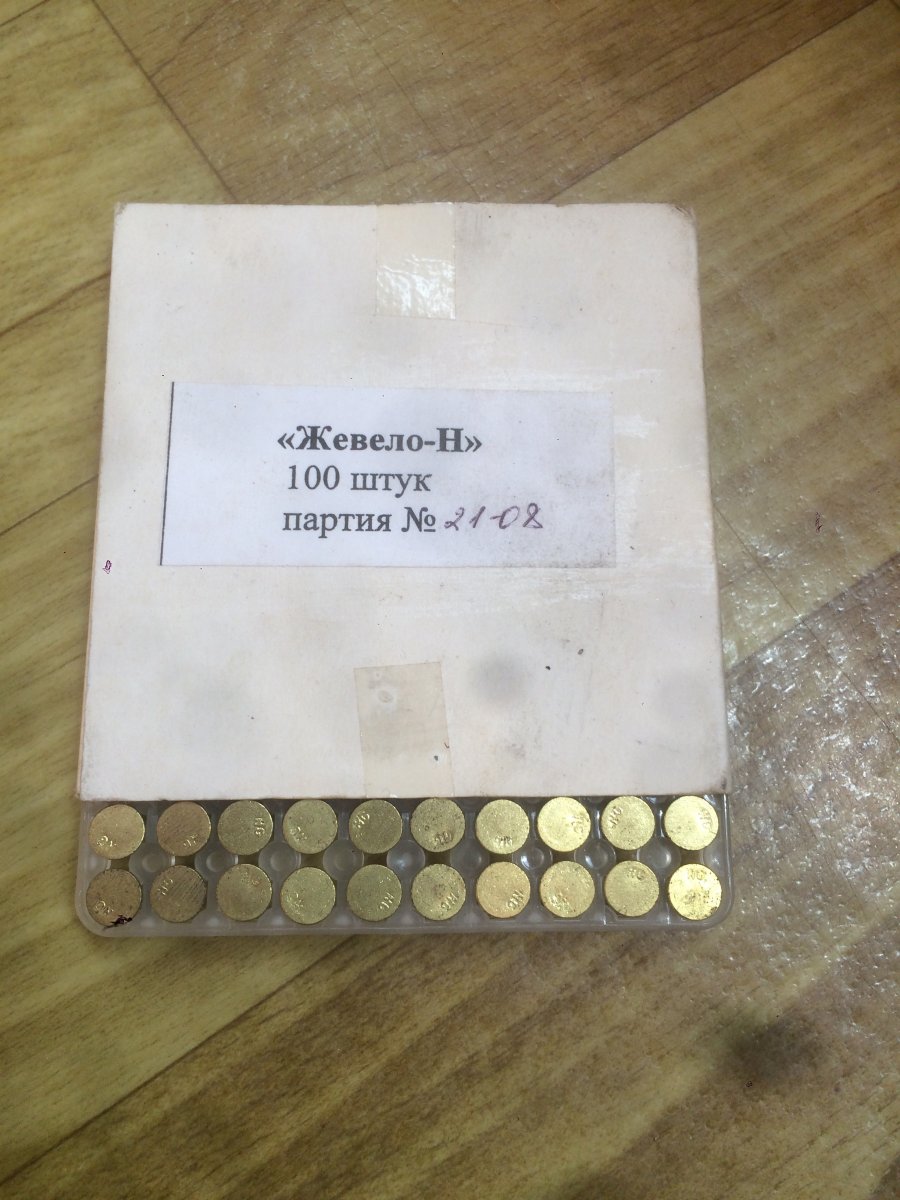 «Жевело-Н»
100 штук
партия № 21-08